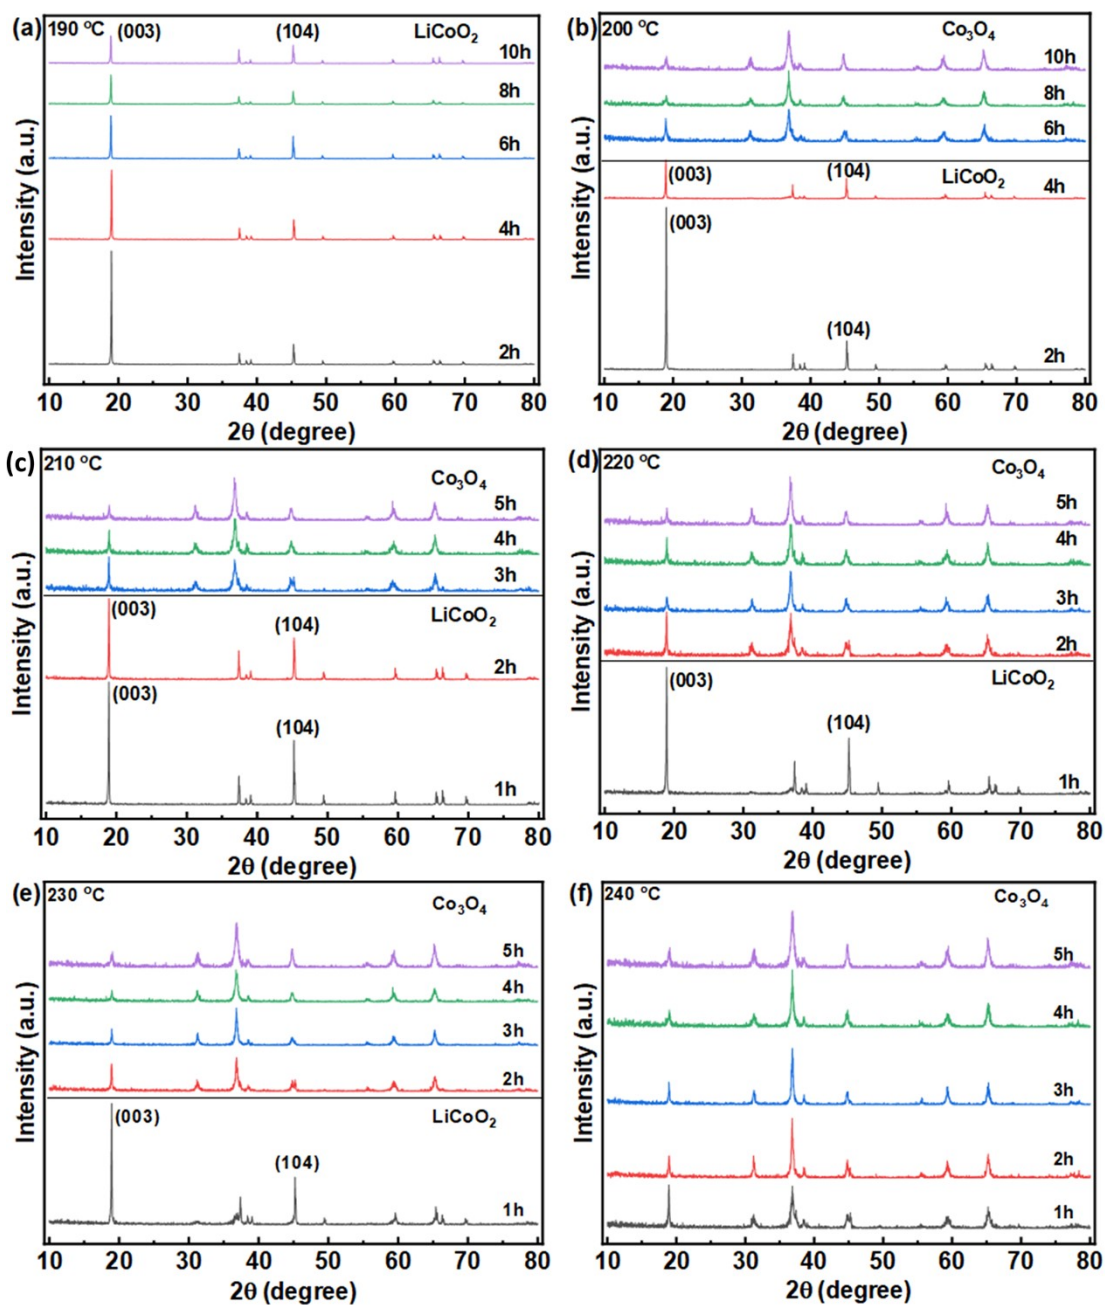 (a) 190 °C (003) (104) LiCoO₂
10h
8h
6h
4h
2h
Intensity (a.u.)
10 20 30 40 50 60 70 80
2θ (degree)
(b) 200 °C Co₃O₄
10h
8h
6h
(003) (104) LiCoO₂ 4h
(003)
(104)
2h
Intensity (a.u.)
10 20 30 40 50 60 70 80
2θ (degree)
(c) 210 °C Co₃O₄
5h
4h
3h
(003) LiCoO₂
(104)
2h
(003)
(104)
1h
Intensity (a.u.)
10 20 30 40 50 60 70 80
2θ (degree)
(d) 220 °C Co₃O₄
5h
4h
3h
2h
(003) LiCoO₂
(104)
1h
Intensity (a.u.)
10 20 30 40 50 60 70 80
2θ (degree)
(e) 230 °C Co₃O₄
5h
4h
3h
2h
(003) LiCoO₂
(104)
1h
Intensity (a.u.)
10 20 30 40 50 60 70 80
2θ (degree)
(f) 240 °C Co₃O₄
5h
4h
3h
2h
1h
Intensity (a.u.)
10 20 30 40 50 60 70 80
2θ (degree)